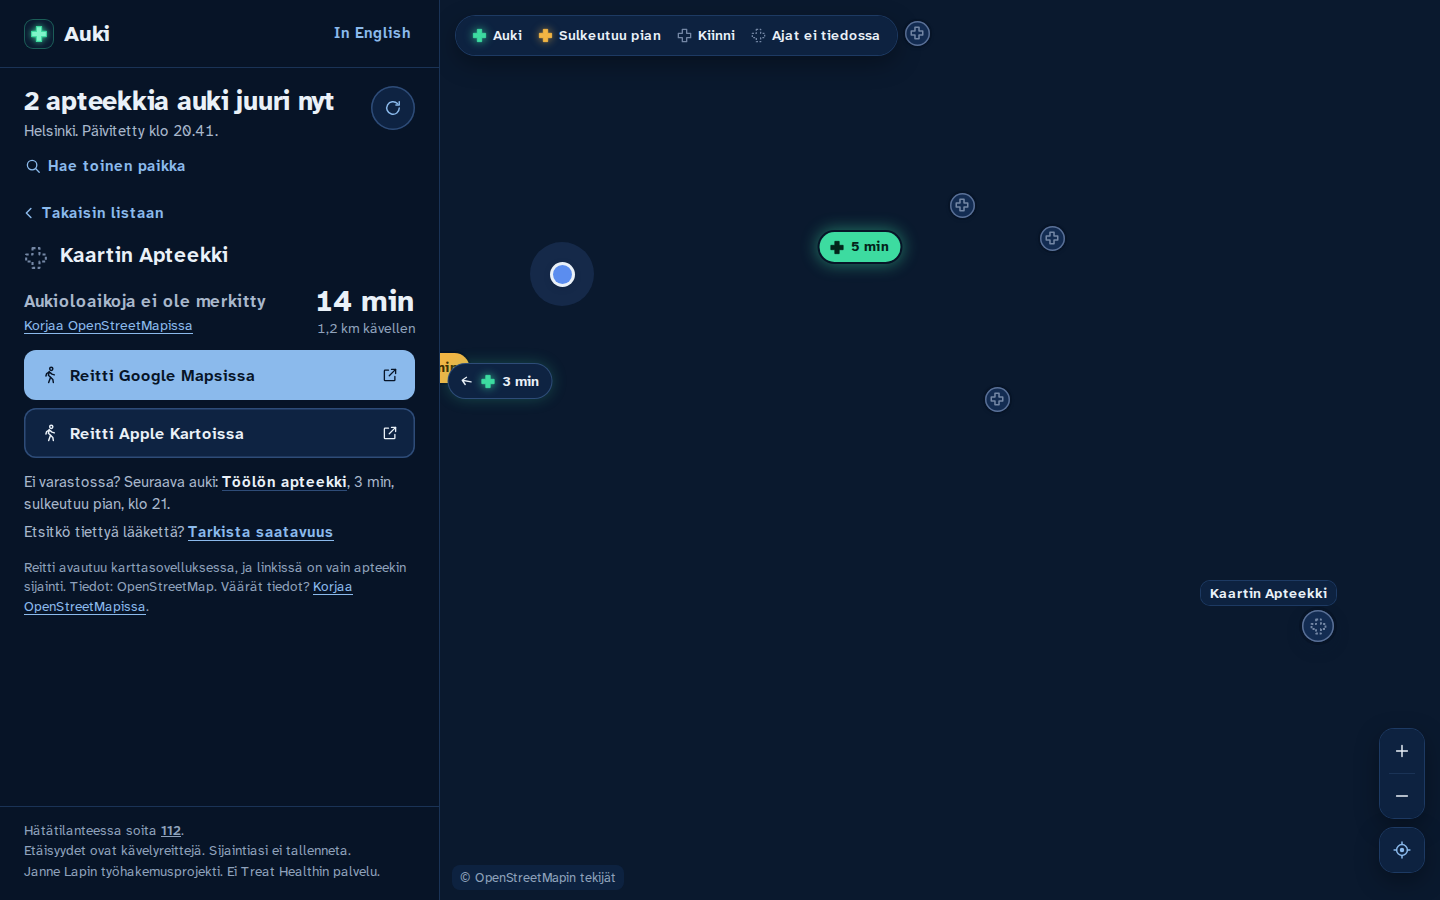 Auki
In English
2 apteekkia auki juuri nyt
Helsinki. Päivitetty klo 20.41.
Hae toinen paikka
Takaisin listaan
Kaartin Apteekki
Aukioloaikoja ei ole merkitty
14 min
Korjaa OpenStreetMapissa
1,2 km kävellen
Reitti Google Mapsissa
Reitti Apple Kartoissa
Ei varastossa? Seuraava auki: Töölön apteekki, 3 min,
sulkeutuu pian, klo 21.
Etsitkö tiettyä lääkettä? Tarkista saatavuus
Reitti avautuu karttasovelluksessa, ja linkissä on vain apteekin
sijainti. Tiedot: OpenStreetMap. Väärät tiedot? Korjaa
OpenStreetMapissa.
Hätätilanteessa soita 112.
Etäisyydet ovat kävelyreittejä. Sijaintiasi ei tallenneta.
Janne Lapin työhakemusprojekti. Ei Treat Healthin palvelu.
Auki Sulkeutuu pian Kiinni Ajat ei tiedossa
5 min
3 min
Kaartin Apteekki
© OpenStreetMapin tekijät